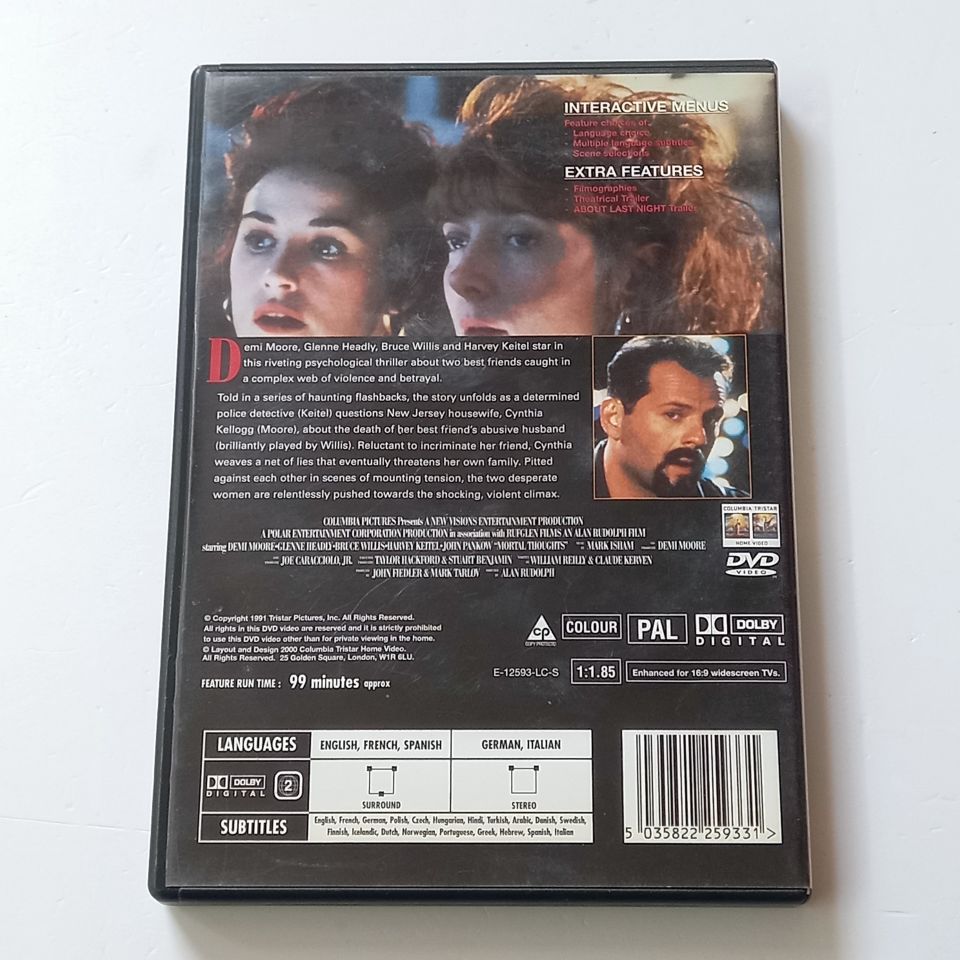 INTERACTIVE MENUS
Feature choices of
- Language choice
- Multiple language subtitles
- Scene selections
EXTRA FEATURES
- Filmographies
- Theatrical Trailer
- ABOUT LAST NIGHT Trailer
Demi Moore, Glenne Headly, Bruce Willis and Harvey Keitel star in
this riveting psychological thriller about two best friends caught in
a complex web of violence and betrayal.
Told in a series of haunting flashbacks, the story unfolds as a determined
police detective (Keitel) questions New Jersey housewife, Cynthia
Kellogg (Moore), about the death of her best friend's abusive husband
(brilliantly played by Willis). Reluctant to incriminate her friend, Cynthia
weaves a net of lies that eventually threatens her own family. Pitted
against each other in scenes of mounting tension, the two desperate
women are relentlessly pushed towards the shocking, violent climax.
COLUMBIA PICTURES Presents A NEW VISIONS ENTERTAINMENT PRODUCTION
A POLAR ENTERTAINMENT CORPORATION PRODUCTION in association with RUFGLEN FILMS AN ALAN RUDOLPH FILM
starring DEMI MOORE·GLENNE HEADLY·BRUCE WILLIS·HARVEY KEITEL·JOHN PANKOW "MORTAL THOUGHTS" MARK ISHAM DEMI MOORE
JOE CARACCIOLO, JR. TAYLOR HACKFORD & STUART BENJAMIN WILLIAM REILLY & CLAUDE KERVEN
JOHN FIEDLER & MARK TARLOV ALAN RUDOLPH
COLUMBIA TRISTAR
HOME VIDEO
DVD
VIDEO
© Copyright 1991 Tristar Pictures, Inc. All Rights Reserved.
All rights in this DVD video are reserved and it is strictly prohibited
to use this DVD video other than for private viewing in the home.
© Layout and Design 2000 Columbia Tristar Home Video.
All Rights Reserved. 25 Golden Square, London, W1R 6LU.
FEATURE RUN TIME : 99 minutes approx
CP
COPY PROTECTED
COLOUR
PAL
DOLBY
DIGITAL
E-12593-LC-S
1:1.85
Enhanced for 16:9 widescreen TVs.
LANGUAGES
ENGLISH, FRENCH, SPANISH
GERMAN, ITALIAN
DOLBY
DIGITAL
2
SURROUND
STEREO
SUBTITLES
English, French, German, Polish, Czech, Hungarian, Hindi, Turkish, Arabic, Danish, Swedish,
Finnish, Icelandic, Dutch, Norwegian, Portuguese, Greek, Hebrew, Spanish, Italian
5 035822 259331 >